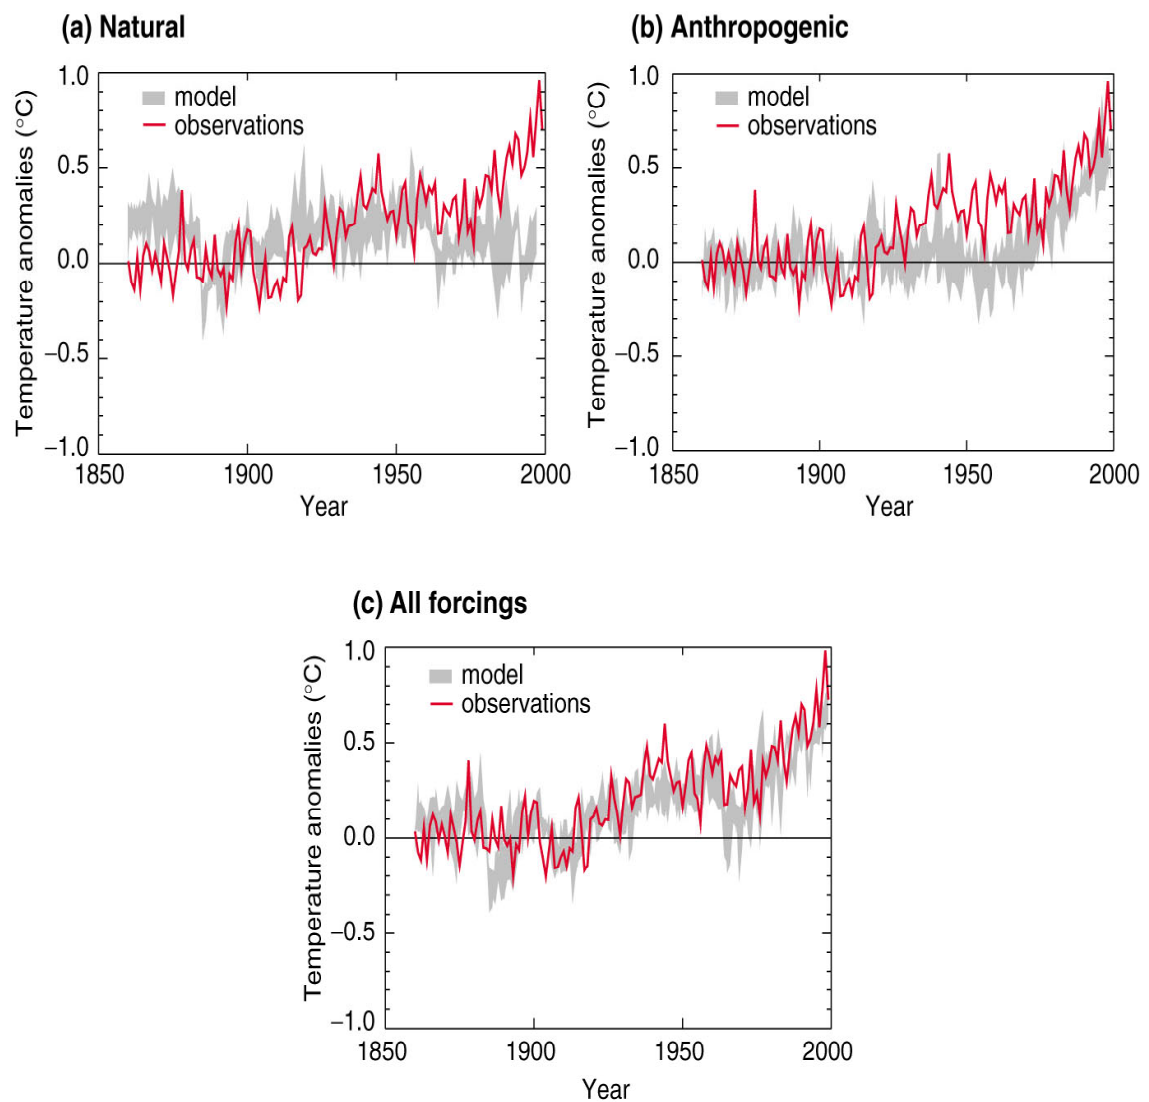 (a) Natural
Temperature anomalies (°C)
1.0
0.5
0.0
−0.5
−1.0
model
observations
1850
1900
1950
2000
Year
(b) Anthropogenic
Temperature anomalies (°C)
1.0
0.5
0.0
−0.5
−1.0
model
observations
1850
1900
1950
2000
Year
(c) All forcings
Temperature anomalies (°C)
1.0
0.5
0.0
−0.5
−1.0
model
observations
1850
1900
1950
2000
Year